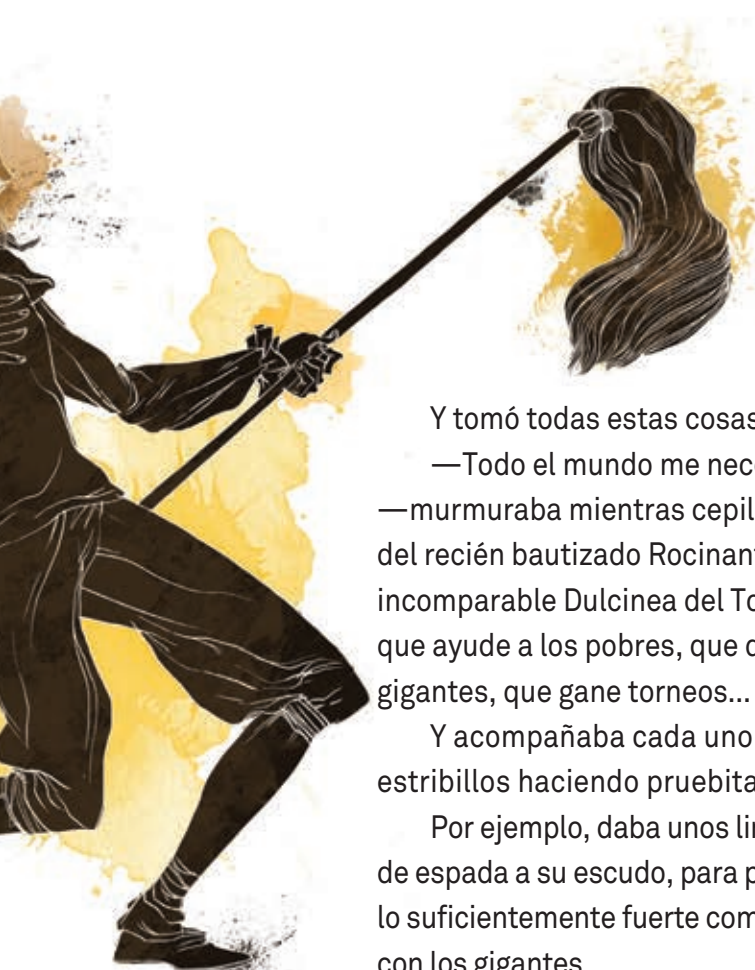 Y tomó todas estas cosas
—Todo el mundo me
—murmuraba mientras
del recién bautizado
incomparable Dulcinea del
que ayude a los pobres, que
gigantes, que gane torneos...
Y acompañaba cada uno
estribillos haciendo
Por ejemplo, daba unos
de espada a su escudo, para
lo suficientemente fuerte
con los gigantes